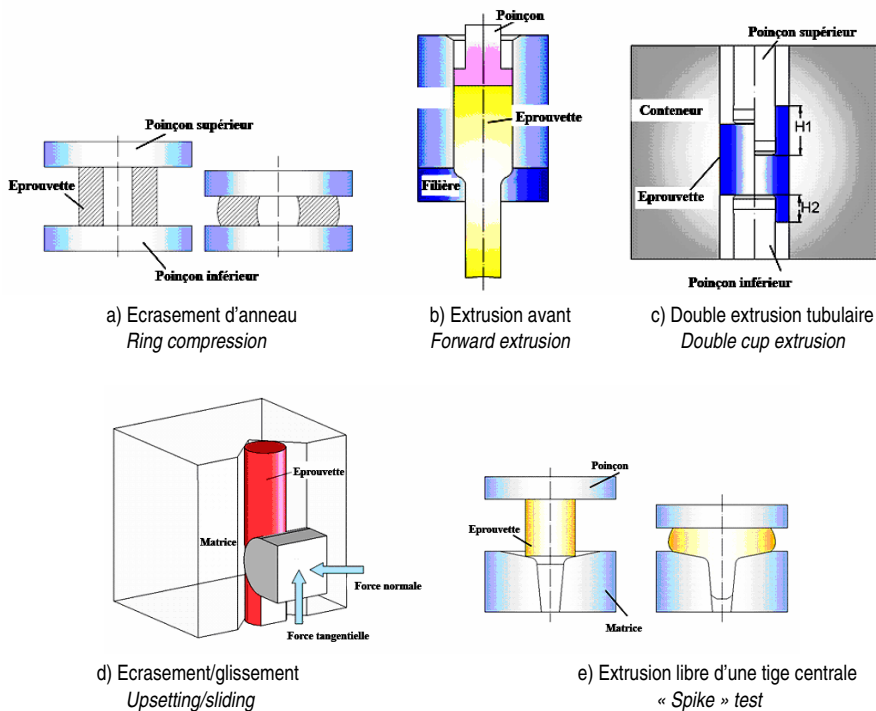 Poinçon supérieur
Eprouvette
Poinçon inférieur
a) Ecrasement d'anneau
Ring compression
Poinçon
Eprouvette
Filière
b) Extrusion avant
Forward extrusion
Poinçon supérieur
Conteneur
H1
Eprouvette
H2
Poinçon inférieur
c) Double extrusion tubulaire
Double cup extrusion
Eprouvette
Matrice
Force normale
Force tangentielle
d) Ecrasement/glissement
Upsetting/sliding
Poinçon
Eprouvette
Matrice
e) Extrusion libre d'une tige centrale
« Spike » test